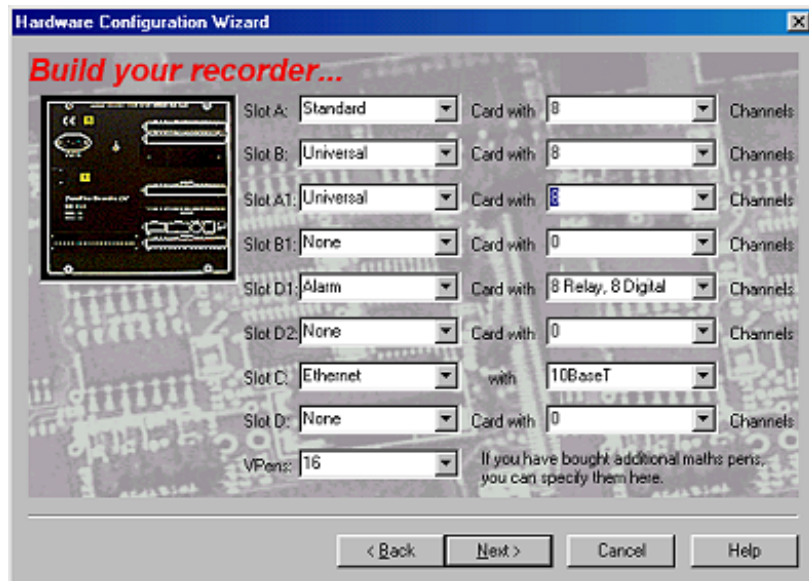 Hardware Configuration Wizard
Build your recorder...
Slot A: Standard Card with 8 Channels
Slot B: Universal Card with 8 Channels
Slot A1: Universal Card with 8 Channels
Slot B1: None Card with 0 Channels
Slot D1: Alarm Card with 8 Relay, 8 Digital Channels
Slot D2: None Card with 0 Channels
Slot C: Ethernet with 10BaseT
Slot D: None Card with 0 Channels
VPens: 16 If you have bought additional maths pens,
you can specify them here.
< Back Next > Cancel Help